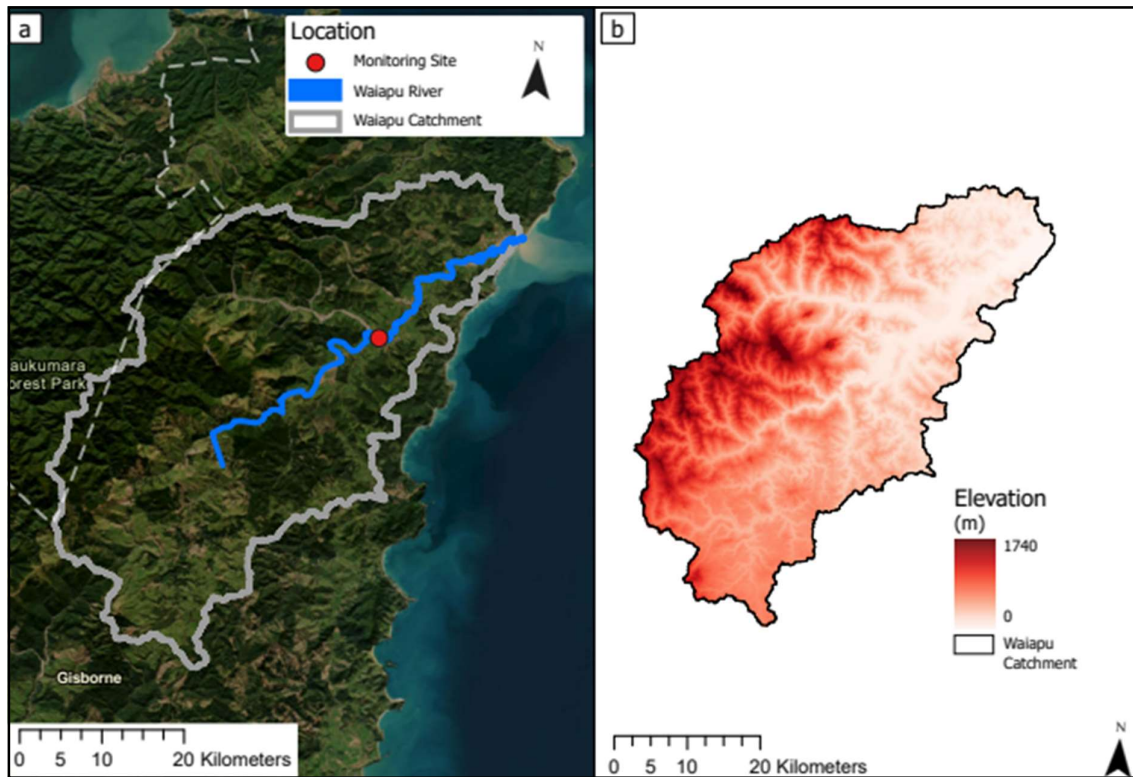 a
Location
N
Monitoring Site
Waiapu River
Waiapu Catchment
aukumara
orest Park
Gisborne
0 5 10 20 Kilometers
b
Elevation
(m)
1740
0
Waiapu
Catchment
N
0 5 10 20 Kilometers